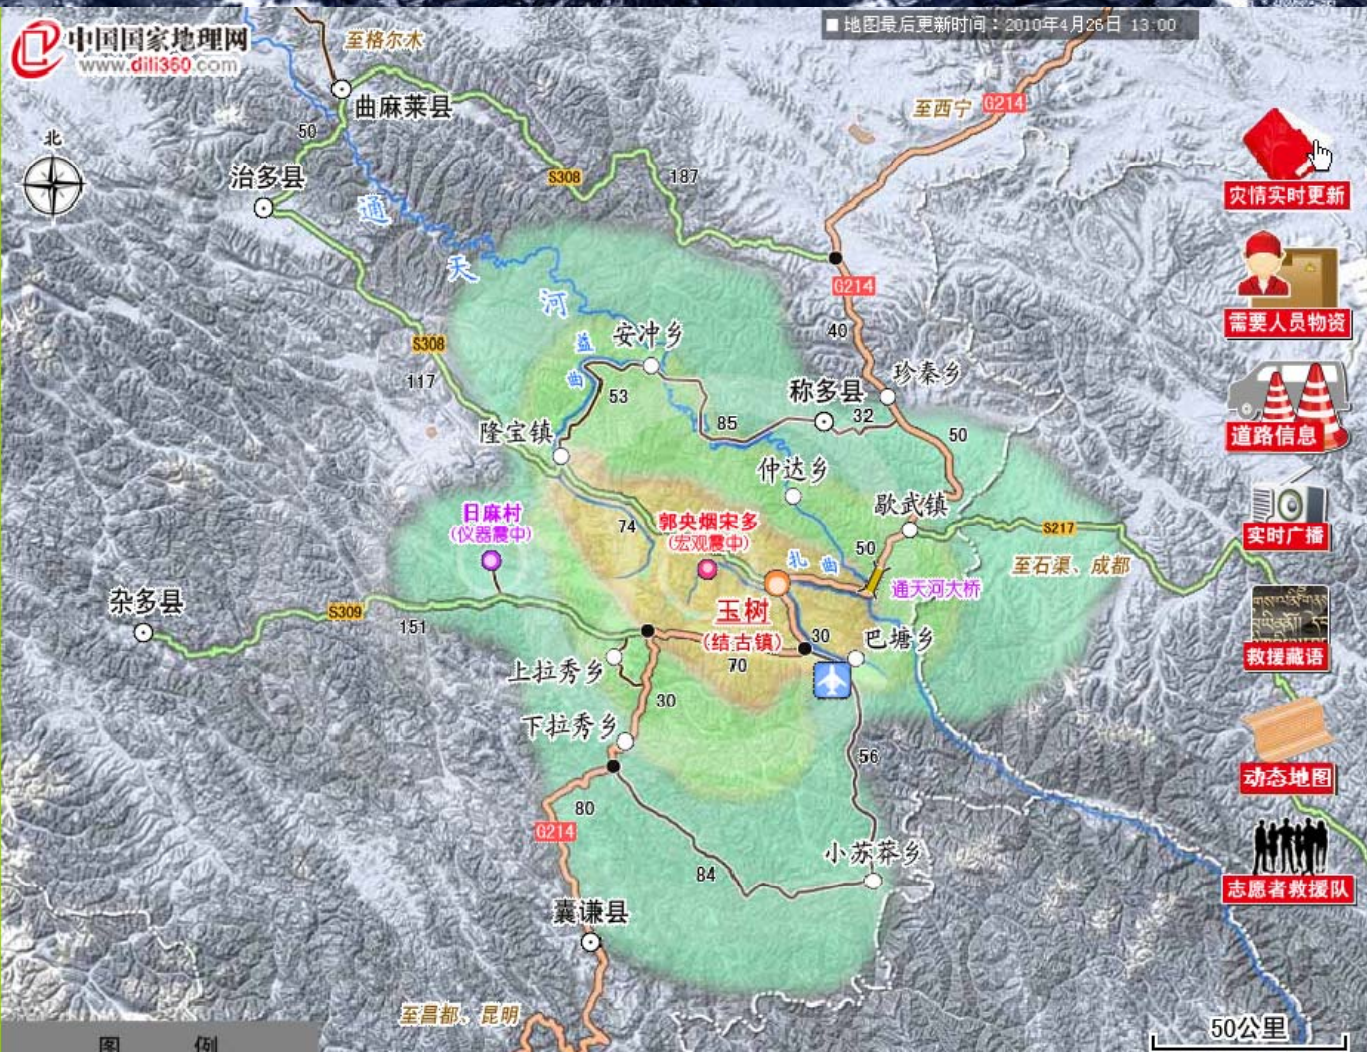 中国国家地理网
www.dili360.com
■ 地图最后更新时间：2010年4月26日 13:00
至格尔木
曲麻莱县
至西宁
G214
50
北
治多县
S308
187
灾情实时更新
通
天
河
G214
需要人员物资
40
S308
益
曲
安冲乡
117
53
珍秦乡
称多县
32
85
50
道路信息
隆宝镇
仲达乡
歇武镇
日麻村
(仪器震中)
74
郭央烟宋多
(宏观震中)
S217
实时广播
50
扎曲
至石渠、成都
通天河大桥
杂多县
S309
151
玉树
(结古镇)
30
巴塘乡
救援藏语
上拉秀乡
70
30
下拉秀乡
56
动态地图
80
G214
小苏莽乡
84
志愿者救援队
囊谦县
至昌都、昆明
50公里
图 例